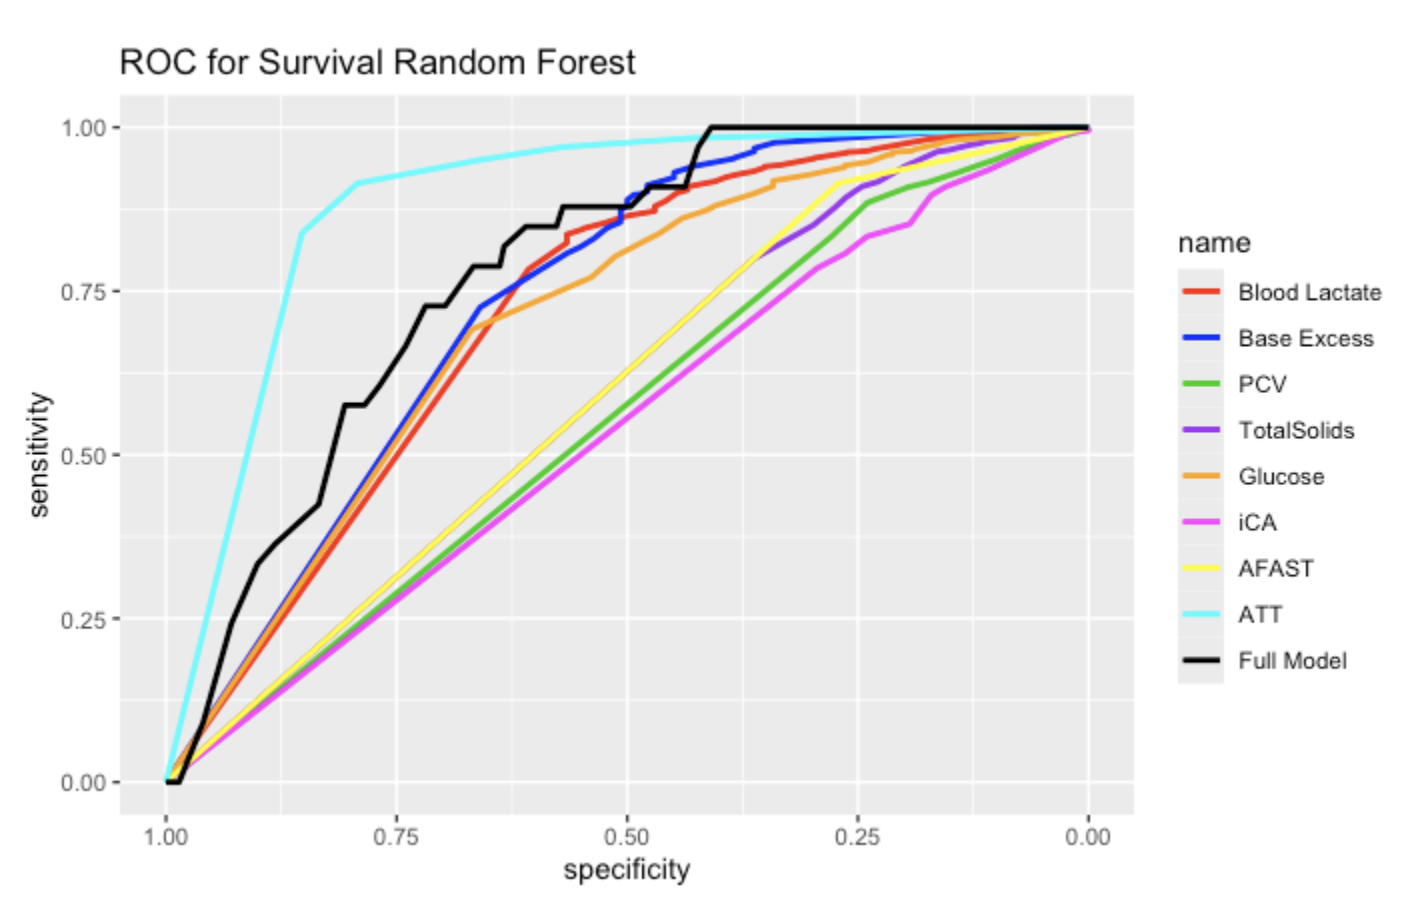 ROC for Survival Random Forest
1.00
0.75
0.50
0.25
0.00
sensitivity
1.00 0.75 0.50 0.25 0.00
specificity
name
Blood Lactate
Base Excess
PCV
TotalSolids
Glucose
iCA
AFAST
ATT
Full Model